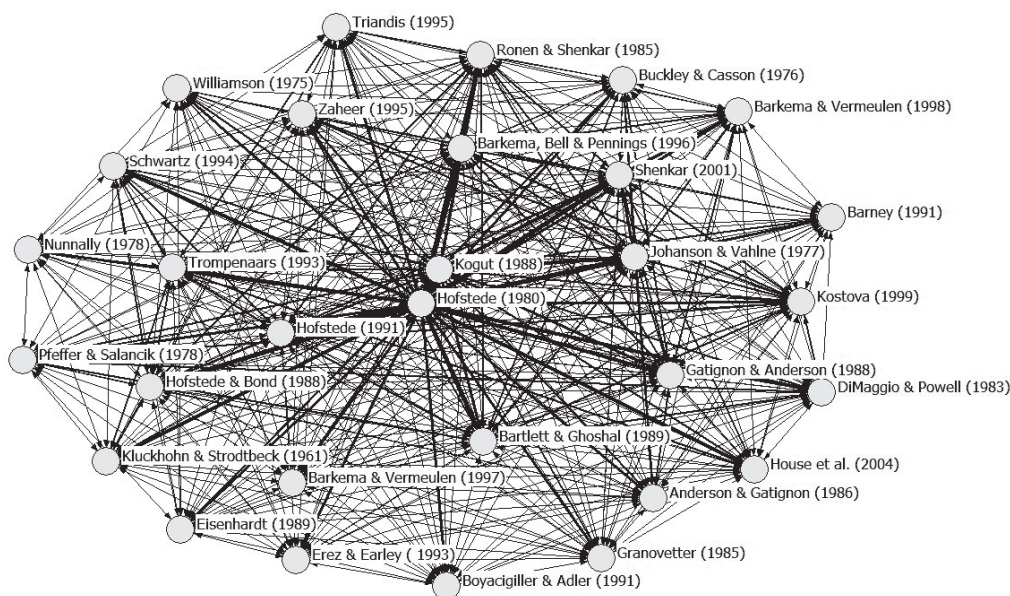 Triandis (1995)
Ronen & Shenkar (1985)
Buckley & Casson (1976)
Williamson (1975)
Zaheer (1995)
Barkema & Vermeulen (1998)
Barkema, Bell & Pennings (1996)
Schwartz (1994)
Shenkar (2001)
Barney (1991)
Nunnally (1978)
Johanson & Vahlne (1977)
Trompenaars (1993)
Kogut (1988)
Kostova (1999)
Hofstede (1980)
Hofstede (1991)
Pfeffer & Salancik (1978)
Gatignon & Anderson (1988)
Hofstede & Bond (1988)
DiMaggio & Powell (1983)
Bartlett & Ghoshal (1989)
Kluckhohn & Strodtbeck (1961)
House et al. (2004)
Barkema & Vermeulen (1997)
Anderson & Gatignon (1986)
Eisenhardt (1989)
Erez & Earley ( 1993)
Granovetter (1985)
Boyacigiller & Adler (1991)